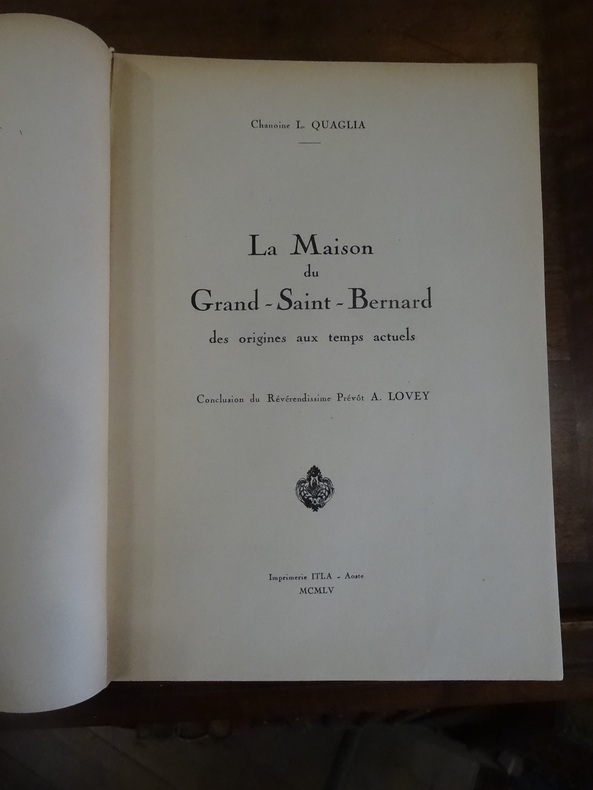 Chanoine L. QUAGLIA
La Maison
du
Grand - Saint - Bernard
des origines aux temps actuels
Conclusion du Révérendissime Prévôt A. LOVEY
Imprimerie ITLA - Aoste
MCMLV